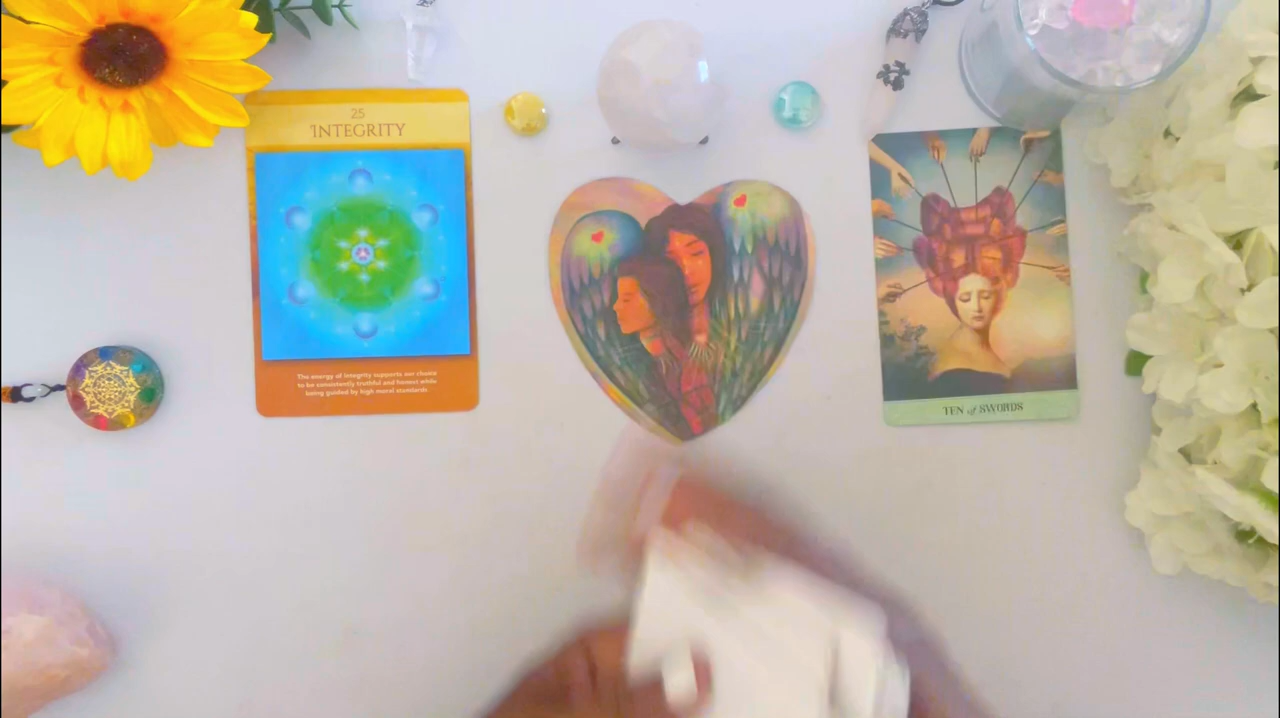 25
INTEGRITY
The energy of integrity supports our choice
to be consistently truthful and honest while
being guided by high moral standards.
TEN of SWORDS